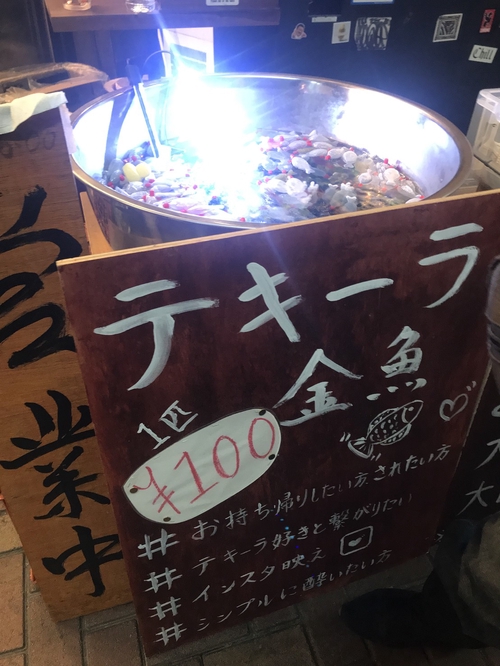 営業中
テキーラ
金魚
1匹
¥100
# お持ち帰りしたい方、されたい方
# テキーラ好きと繋がりたい
# インスタ映え
# シンプルに酔いたい方
Chill
大